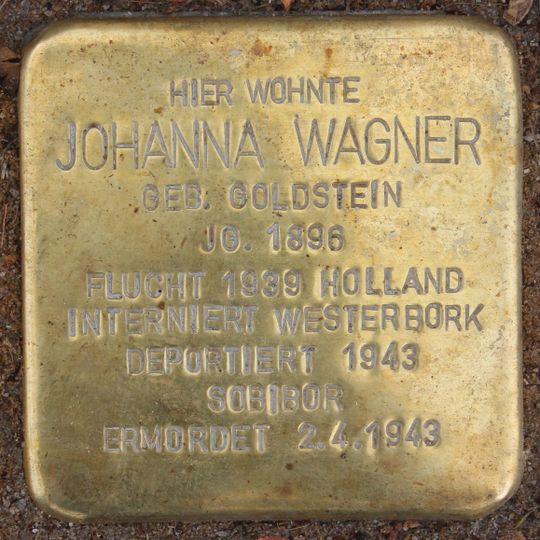 HIER WOHNTE
JOHANNA WAGNER
GEB. GOLDSTEIN
JG. 1896
FLUCHT 1939 HOLLAND
INTERNIERT WESTERBORK
DEPORTIERT 1943
SOBIBOR
ERMORDET 2.4.1943